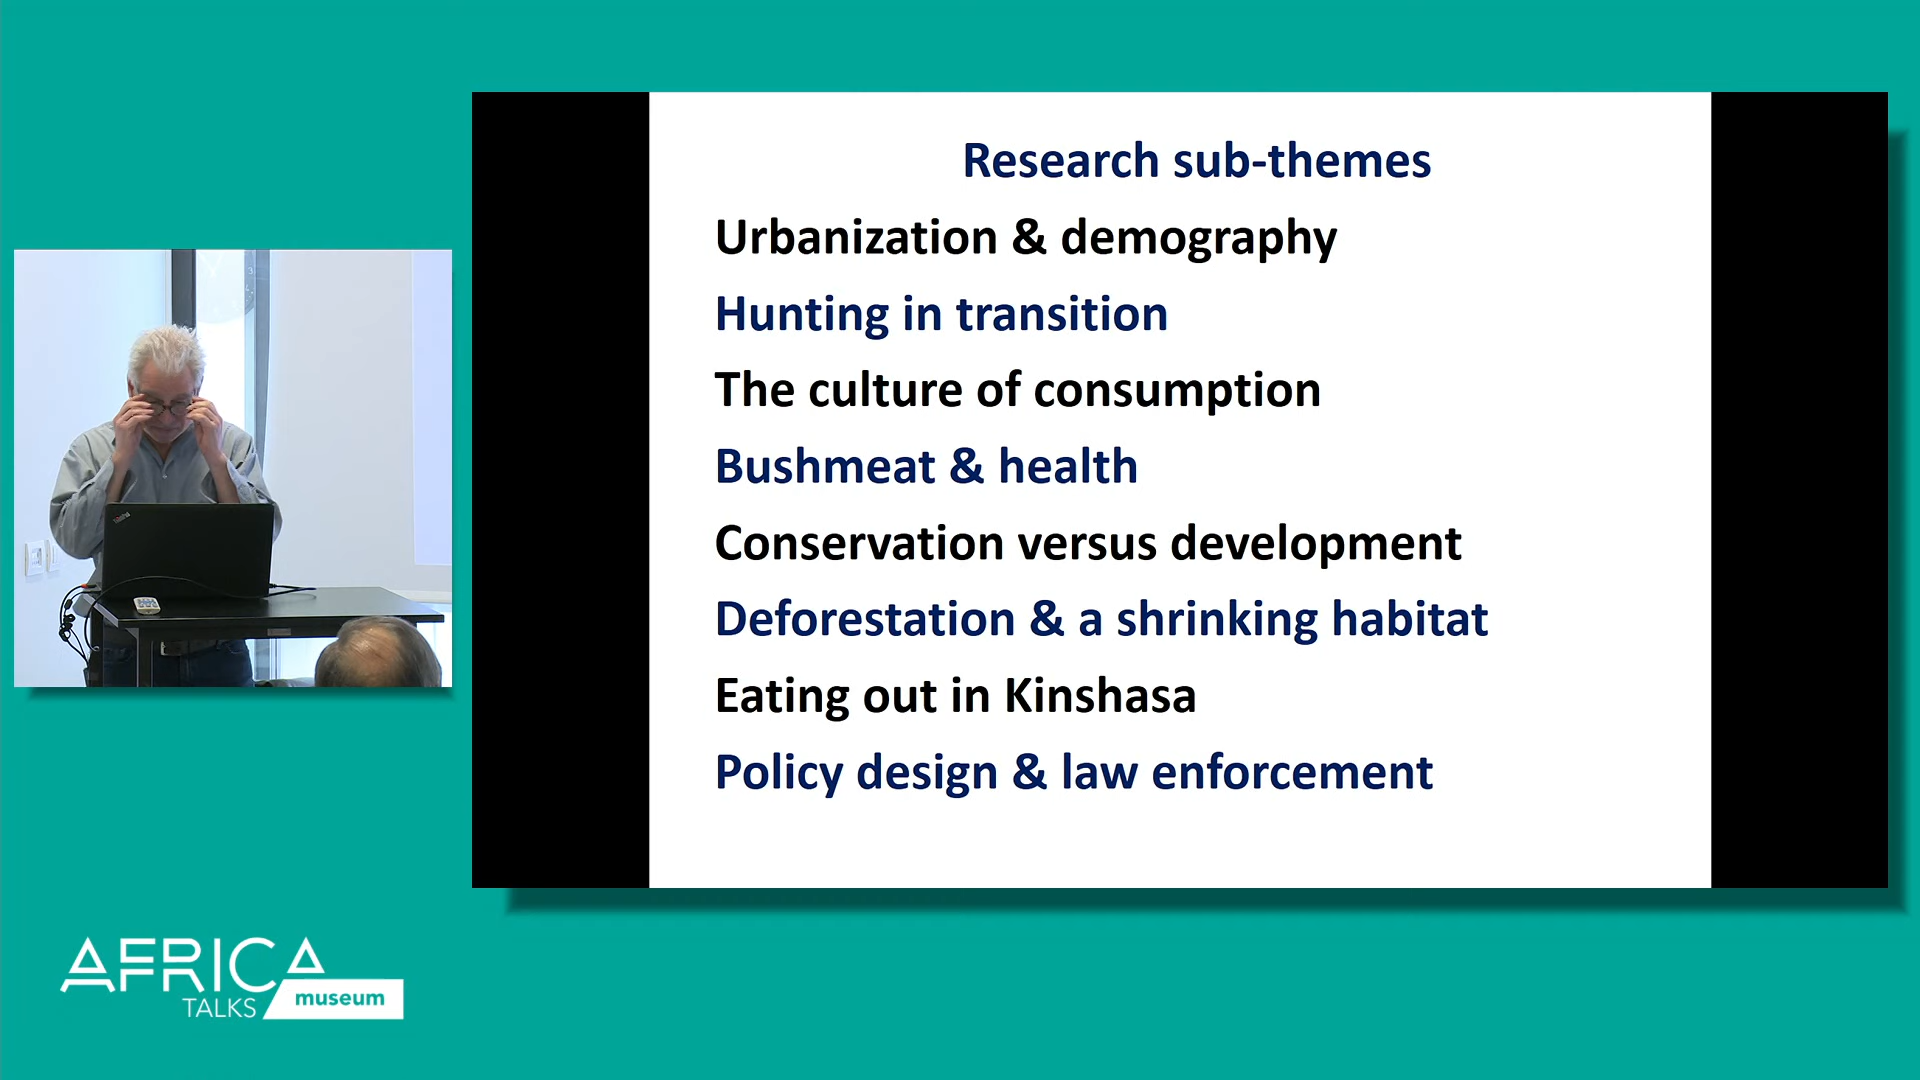 Research sub-themes
Urbanization & demography
Hunting in transition
The culture of consumption
Bushmeat & health
Conservation versus development
Deforestation & a shrinking habitat
Eating out in Kinshasa
Policy design & law enforcement
ThinkPad
AFRICA
TALKS
museum